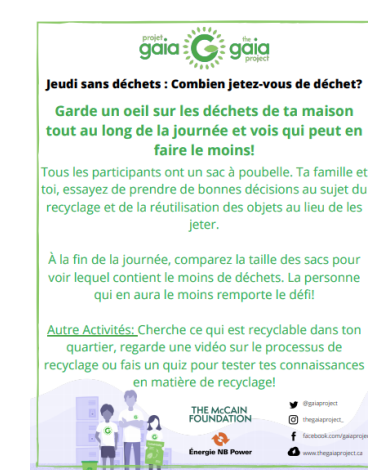 projet
gaia
G
the
gaia
project
Jeudi sans déchets : Combien jetez-vous de déchet?
Garde un oeil sur les déchets de ta maison
tout au long de la journée et vois qui peut en
faire le moins!
Tous les participants ont un sac à poubelle. Ta famille et
toi, essayez de prendre de bonnes décisions au sujet du
recyclage et de la réutilisation des objets au lieu de les
jeter.
À la fin de la journée, comparez la taille des sacs pour
voir lequel contient le moins de déchets. La personne
qui en aura le moins remporte le défi!
Autre Activités: Cherche ce qui est recyclable dans ton
quartier, regarde une vidéo sur le processus de
recyclage ou fais un quiz pour tester tes connaissances
en matière de recyclage!
THE McCAIN
FOUNDATION
Énergie NB Power
@gaiaproject
thegaiaproject_
facebook.com/gaiaproje
www.thegaiaproject.ca